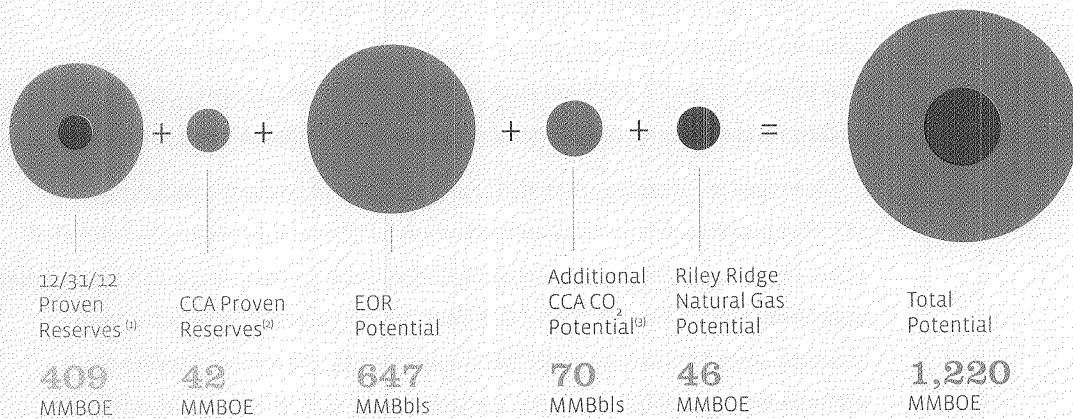 + + + + =
12/31/12
Proven
Reserves (1)
409
MMBOE
CCA Proven
Reserves(2)
42
MMBOE
EOR
Potential
647
MMBbls
Additional
CCA CO2
Potential(3)
70
MMBbls
Riley Ridge
Natural Gas
Potential
46
MMBOE
Total
Potential
1,220
MMBOE